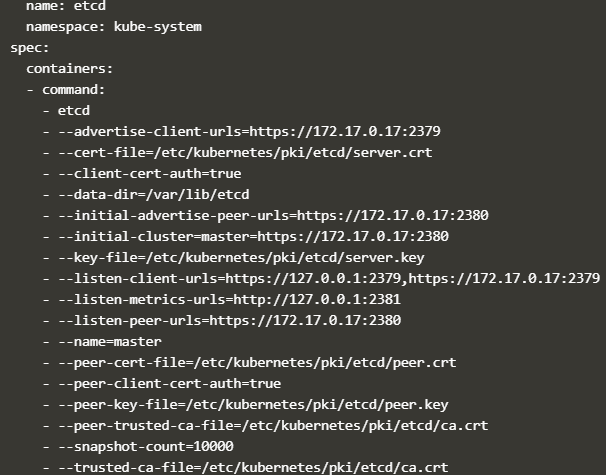 name: etcd
namespace: kube-system
spec:
containers:
- command:
- etcd
- --advertise-client-urls=https://172.17.0.17:2379
- --cert-file=/etc/kubernetes/pki/etcd/server.crt
- --client-cert-auth=true
- --data-dir=/var/lib/etcd
- --initial-advertise-peer-urls=https://172.17.0.17:2380
- --initial-cluster=master=https://172.17.0.17:2380
- --key-file=/etc/kubernetes/pki/etcd/server.key
- --listen-client-urls=https://127.0.0.1:2379,https://172.17.0.17:2379
- --listen-metrics-urls=http://127.0.0.1:2381
- --listen-peer-urls=https://172.17.0.17:2380
- --name=master
- --peer-cert-file=/etc/kubernetes/pki/etcd/peer.crt
- --peer-client-cert-auth=true
- --peer-key-file=/etc/kubernetes/pki/etcd/peer.key
- --peer-trusted-ca-file=/etc/kubernetes/pki/etcd/ca.crt
- --snapshot-count=10000
- --trusted-ca-file=/etc/kubernetes/pki/etcd/ca.crt